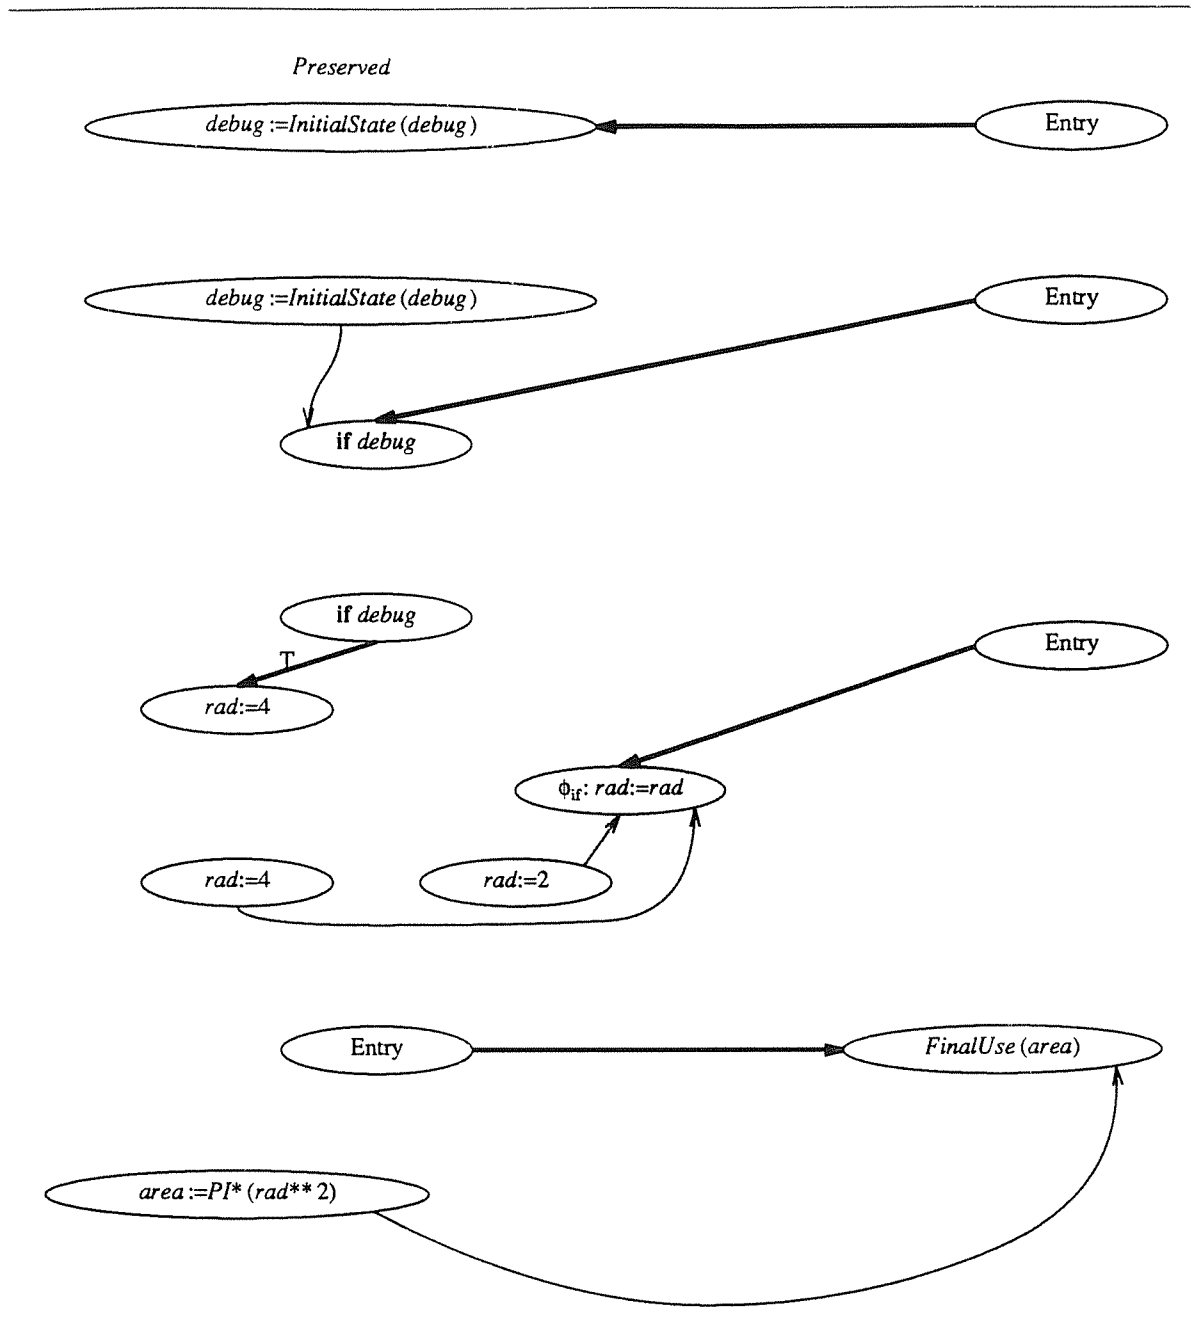 Preserved
debug :=InitialState (debug)
Entry
debug :=InitialState (debug)
Entry
if debug
if debug
Entry
T
rad:=4
ϕif: rad:=rad
rad:=4
rad:=2
Entry
FinalUse (area)
area :=PI* (rad** 2)